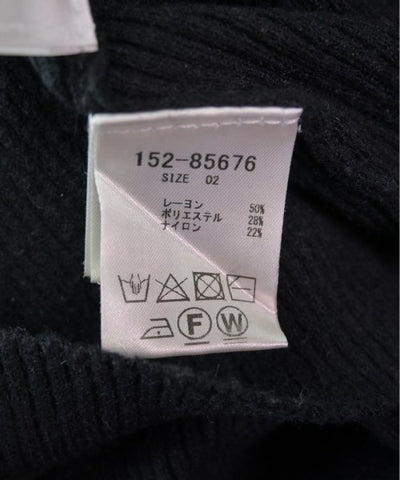 152-85676
SIZE 02
レーヨン 50%
ポリエステル 28%
ナイロン 22%
F W